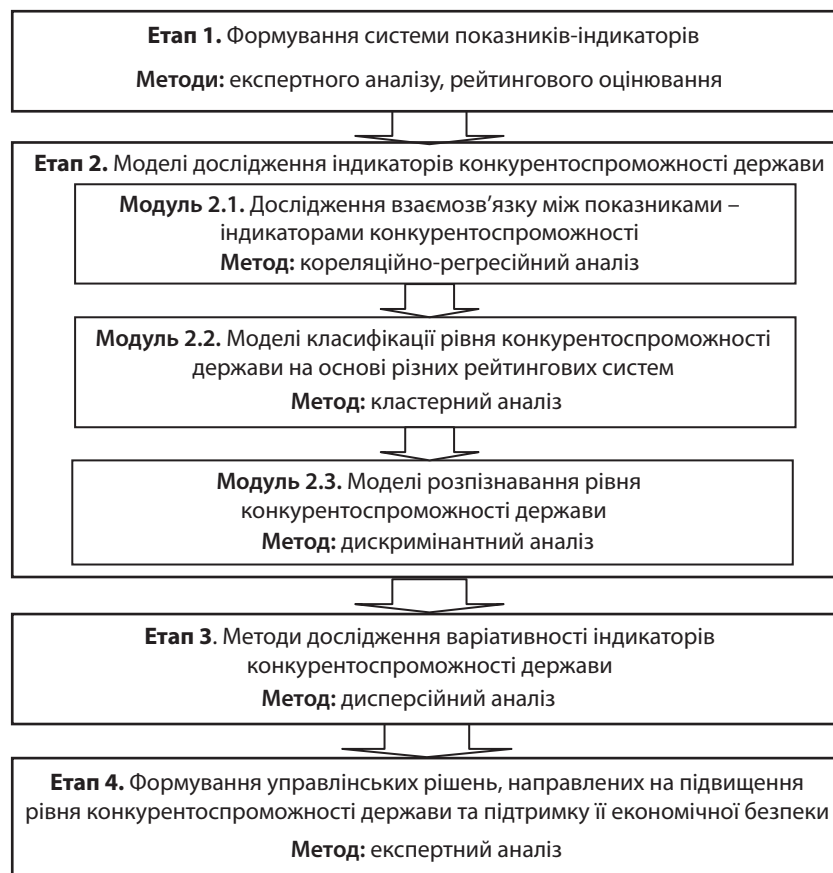 Етап 1. Формування системи показників-індикаторів
Методи: експертного аналізу, рейтингового оцінювання
Етап 2. Моделі дослідження індикаторів конкурентоспроможності держави
Модуль 2.1. Дослідження взаємозв'язку між показниками –
індикаторами конкурентоспроможності
Метод: кореляційно-регресійний аналіз
Модуль 2.2. Моделі класифікації рівня конкурентоспроможності
держави на основі різних рейтингових систем
Метод: кластерний аналіз
Модуль 2.3. Моделі розпізнавання рівня
конкурентоспроможності держави
Метод: дискримінантний аналіз
Етап 3. Методи дослідження варіативності індикаторів
конкурентоспроможності держави
Метод: дисперсійний аналіз
Етап 4. Формування управлінських рішень, направлених на підвищення
рівня конкурентоспроможності держави та підтримку її економічної безпеки
Метод: експертний аналіз